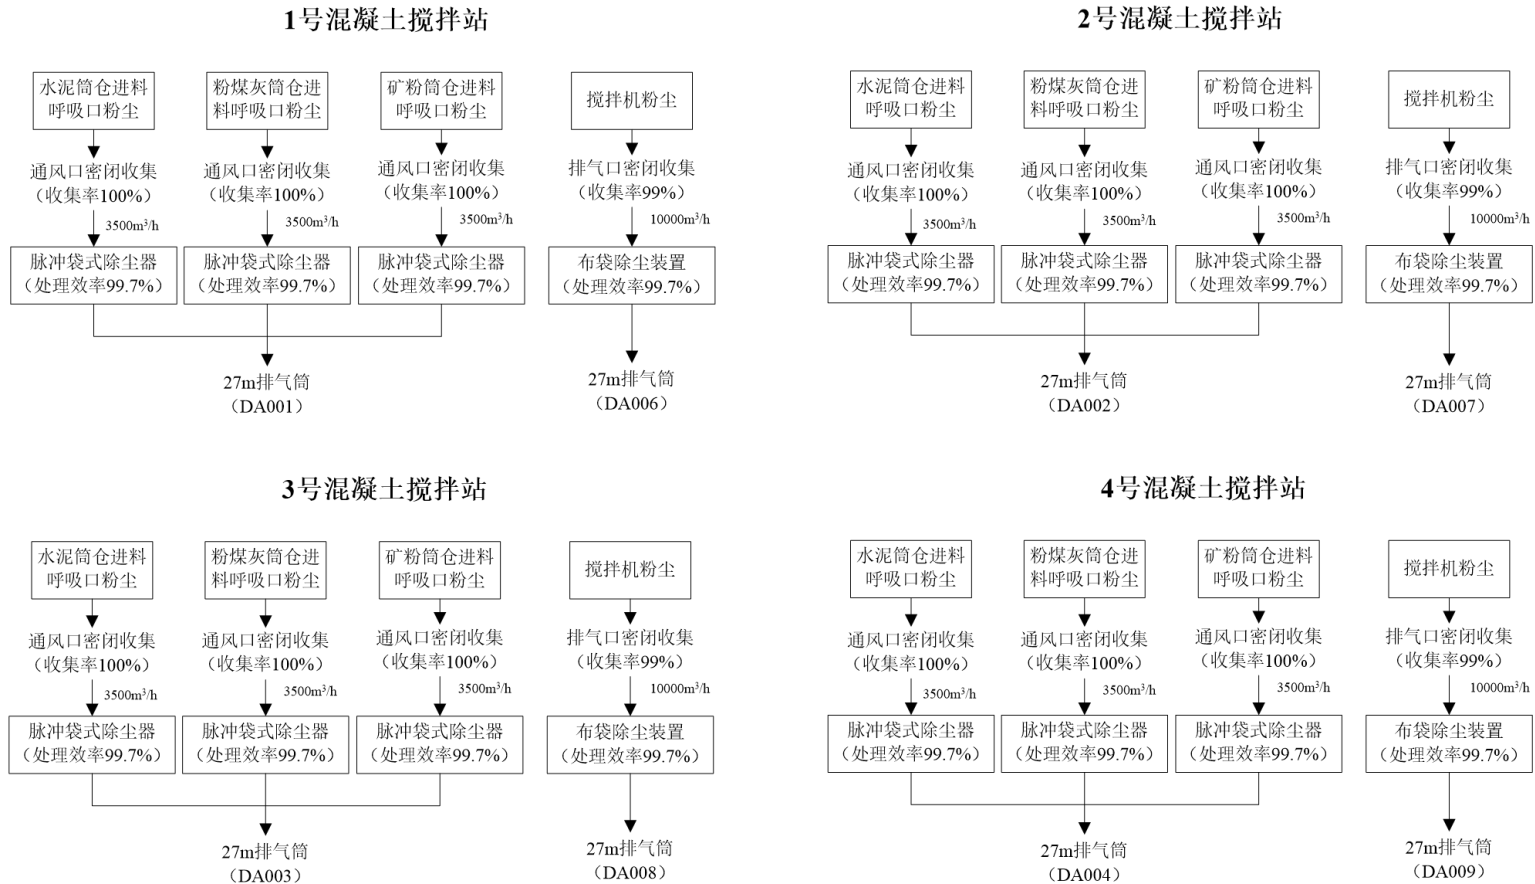 1号混凝土搅拌站
水泥筒仓进料
呼吸口粉尘
粉煤灰筒仓进
料呼吸口粉尘
矿粉筒仓进料
呼吸口粉尘
搅拌机粉尘
通风口密闭收集
（收集率100%）
通风口密闭收集
（收集率100%）
通风口密闭收集
（收集率100%）
排气口密闭收集
（收集率99%）
3500m³/h
3500m³/h
3500m³/h
10000m³/h
脉冲袋式除尘器
（处理效率99.7%）
脉冲袋式除尘器
（处理效率99.7%）
脉冲袋式除尘器
（处理效率99.7%）
布袋除尘装置
（处理效率99.7%）
27m排气筒
（DA001）
27m排气筒
（DA006）
2号混凝土搅拌站
水泥筒仓进料
呼吸口粉尘
粉煤灰筒仓进
料呼吸口粉尘
矿粉筒仓进料
呼吸口粉尘
搅拌机粉尘
通风口密闭收集
（收集率100%）
通风口密闭收集
（收集率100%）
通风口密闭收集
（收集率100%）
排气口密闭收集
（收集率99%）
3500m³/h
3500m³/h
3500m³/h
10000m³/h
脉冲袋式除尘器
（处理效率99.7%）
脉冲袋式除尘器
（处理效率99.7%）
脉冲袋式除尘器
（处理效率99.7%）
布袋除尘装置
（处理效率99.7%）
27m排气筒
（DA002）
27m排气筒
（DA007）
3号混凝土搅拌站
水泥筒仓进料
呼吸口粉尘
粉煤灰筒仓进
料呼吸口粉尘
矿粉筒仓进料
呼吸口粉尘
搅拌机粉尘
通风口密闭收集
（收集率100%）
通风口密闭收集
（收集率100%）
通风口密闭收集
（收集率100%）
排气口密闭收集
（收集率99%）
3500m³/h
3500m³/h
3500m³/h
10000m³/h
脉冲袋式除尘器
（处理效率99.7%）
脉冲袋式除尘器
（处理效率99.7%）
脉冲袋式除尘器
（处理效率99.7%）
布袋除尘装置
（处理效率99.7%）
27m排气筒
（DA003）
27m排气筒
（DA008）
4号混凝土搅拌站
水泥筒仓进料
呼吸口粉尘
粉煤灰筒仓进
料呼吸口粉尘
矿粉筒仓进料
呼吸口粉尘
搅拌机粉尘
通风口密闭收集
（收集率100%）
通风口密闭收集
（收集率100%）
通风口密闭收集
（收集率100%）
排气口密闭收集
（收集率99%）
3500m³/h
3500m³/h
3500m³/h
10000m³/h
脉冲袋式除尘器
（处理效率99.7%）
脉冲袋式除尘器
（处理效率99.7%）
脉冲袋式除尘器
（处理效率99.7%）
布袋除尘装置
（处理效率99.7%）
27m排气筒
（DA004）
27m排气筒
（DA009）